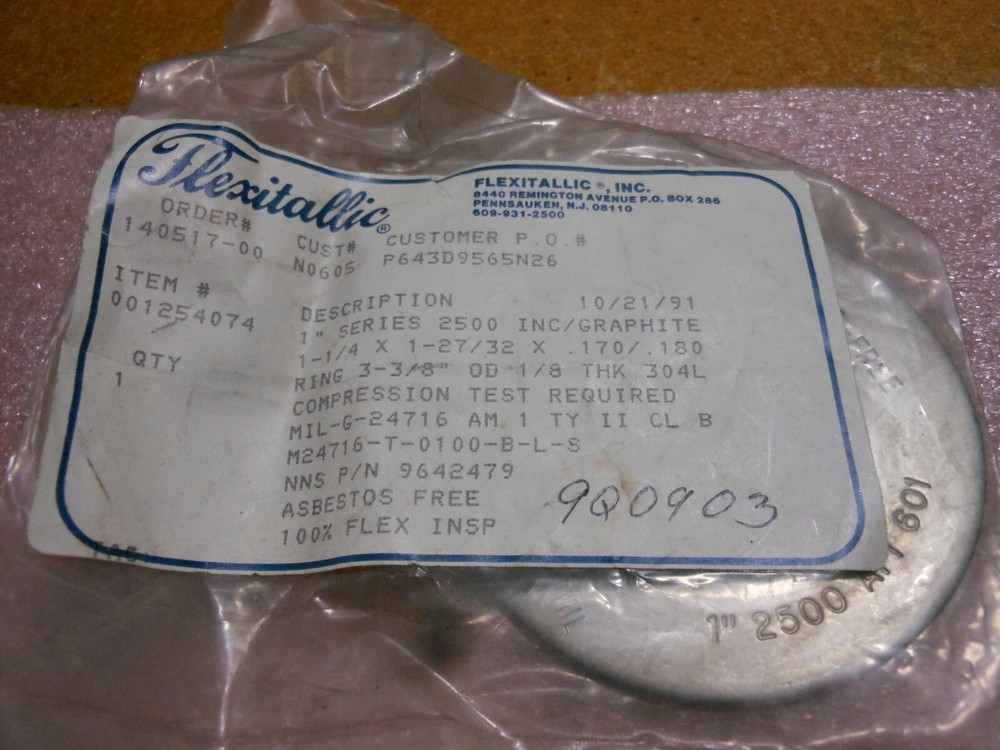 Flexitallic®
FLEXITALLIC ®, INC.
8440 REMINGTON AVENUE P.O. BOX 286
PENNSAUKEN, N.J. 08110
609-931-2500
ORDER# CUST# CUSTOMER P.O.#
140517-00 N0605 P643D9565N26
ITEM # DESCRIPTION 10/21/91
001254074 1" SERIES 2500 INC/GRAPHITE
1-1/4 X 1-27/32 X .170/.180
QTY RING 3-3/8" OD 1/8 THK 304L
1 COMPRESSION TEST REQUIRED
MIL-G-24716 AM 1 TY II CL B
M24716-T-0100-B-L-S
NNS P/N 9642479
ASBESTOS FREE
100% FLEX INSP
9Q0903
FREE
1" 2500 API 601